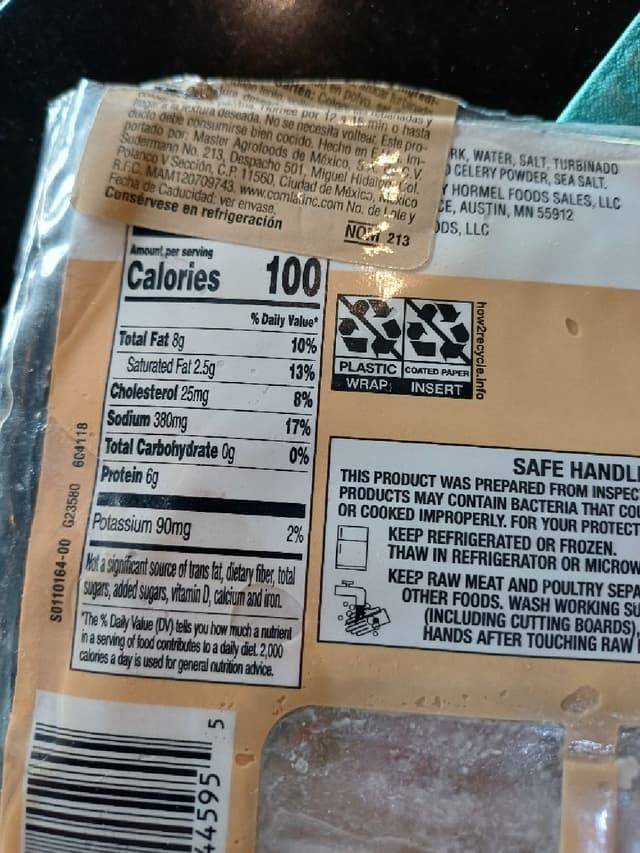 hornee por 12 a 15 min o hasta
textura deseada. No se necesita voltear. Este pro-
ducto debe consumirse bien cocido. Hecho en Im-
portado por: Master Agrofoods de México, S. C.V.
Sudermann No. 213, Despacho 501, Miguel Hidalgo Col.
Polanco V Sección, C.P. 11560, Ciudad de México, México
R.F.C. MAM120709743. www.comlatinc.com No. de Lote y
Fecha de Caducidad: ver envase.
Consérvese en refrigeración
NOM 213
RK, WATER, SALT, TURBINADO
CELERY POWDER, SEA SALT.
Y HORMEL FOODS SALES, LLC
CE, AUSTIN, MN 55912
ODS, LLC
Amount per serving
Calories 100
% Daily Value*
Total Fat 8g 10%
Saturated Fat 2.5g 13%
Cholesterol 25mg 8%
Sodium 380mg 17%
Total Carbohydrate 0g 0%
Protein 6g
Potassium 90mg 2%
Not a significant source of trans fat, dietary fiber, total
sugars, added sugars, vitamin D, calcium and iron.
*The % Daily Value (DV) tells you how much a nutrient
in a serving of food contributes to a daily diet. 2,000
calories a day is used for general nutrition advice.
PLASTIC COATED PAPER
WRAP INSERT
how2recycle.info
SAFE HANDL
THIS PRODUCT WAS PREPARED FROM INSPEC
PRODUCTS MAY CONTAIN BACTERIA THAT COU
OR COOKED IMPROPERLY. FOR YOUR PROTECT
KEEP REFRIGERATED OR FROZEN.
THAW IN REFRIGERATOR OR MICROW
KEEP RAW MEAT AND POULTRY SEPA
OTHER FOODS. WASH WORKING SU
(INCLUDING CUTTING BOARDS),
HANDS AFTER TOUCHING RAW
S0110164-00 G23580 604118
44595 5